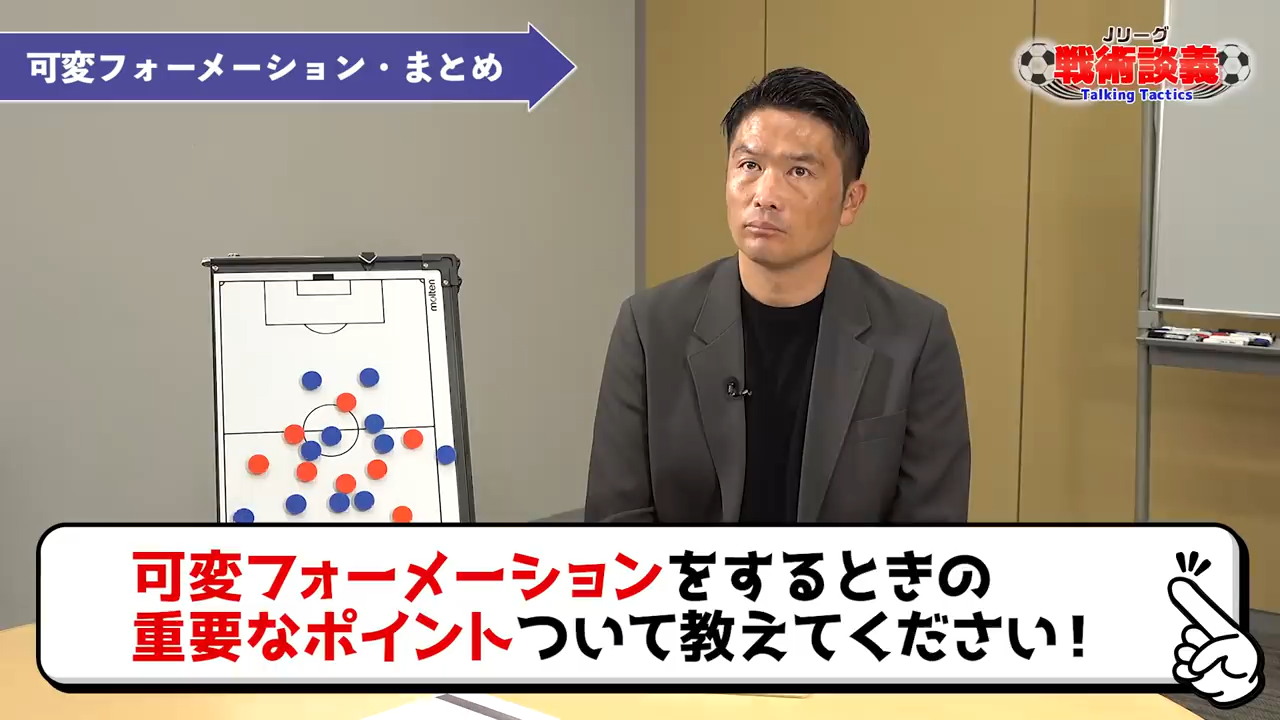 可変フォーメーション・まとめ
Jリーグ
戦術談義
Talking Tactics
molten
可変フォーメーションをするときの
重要なポイントついて教えてください！